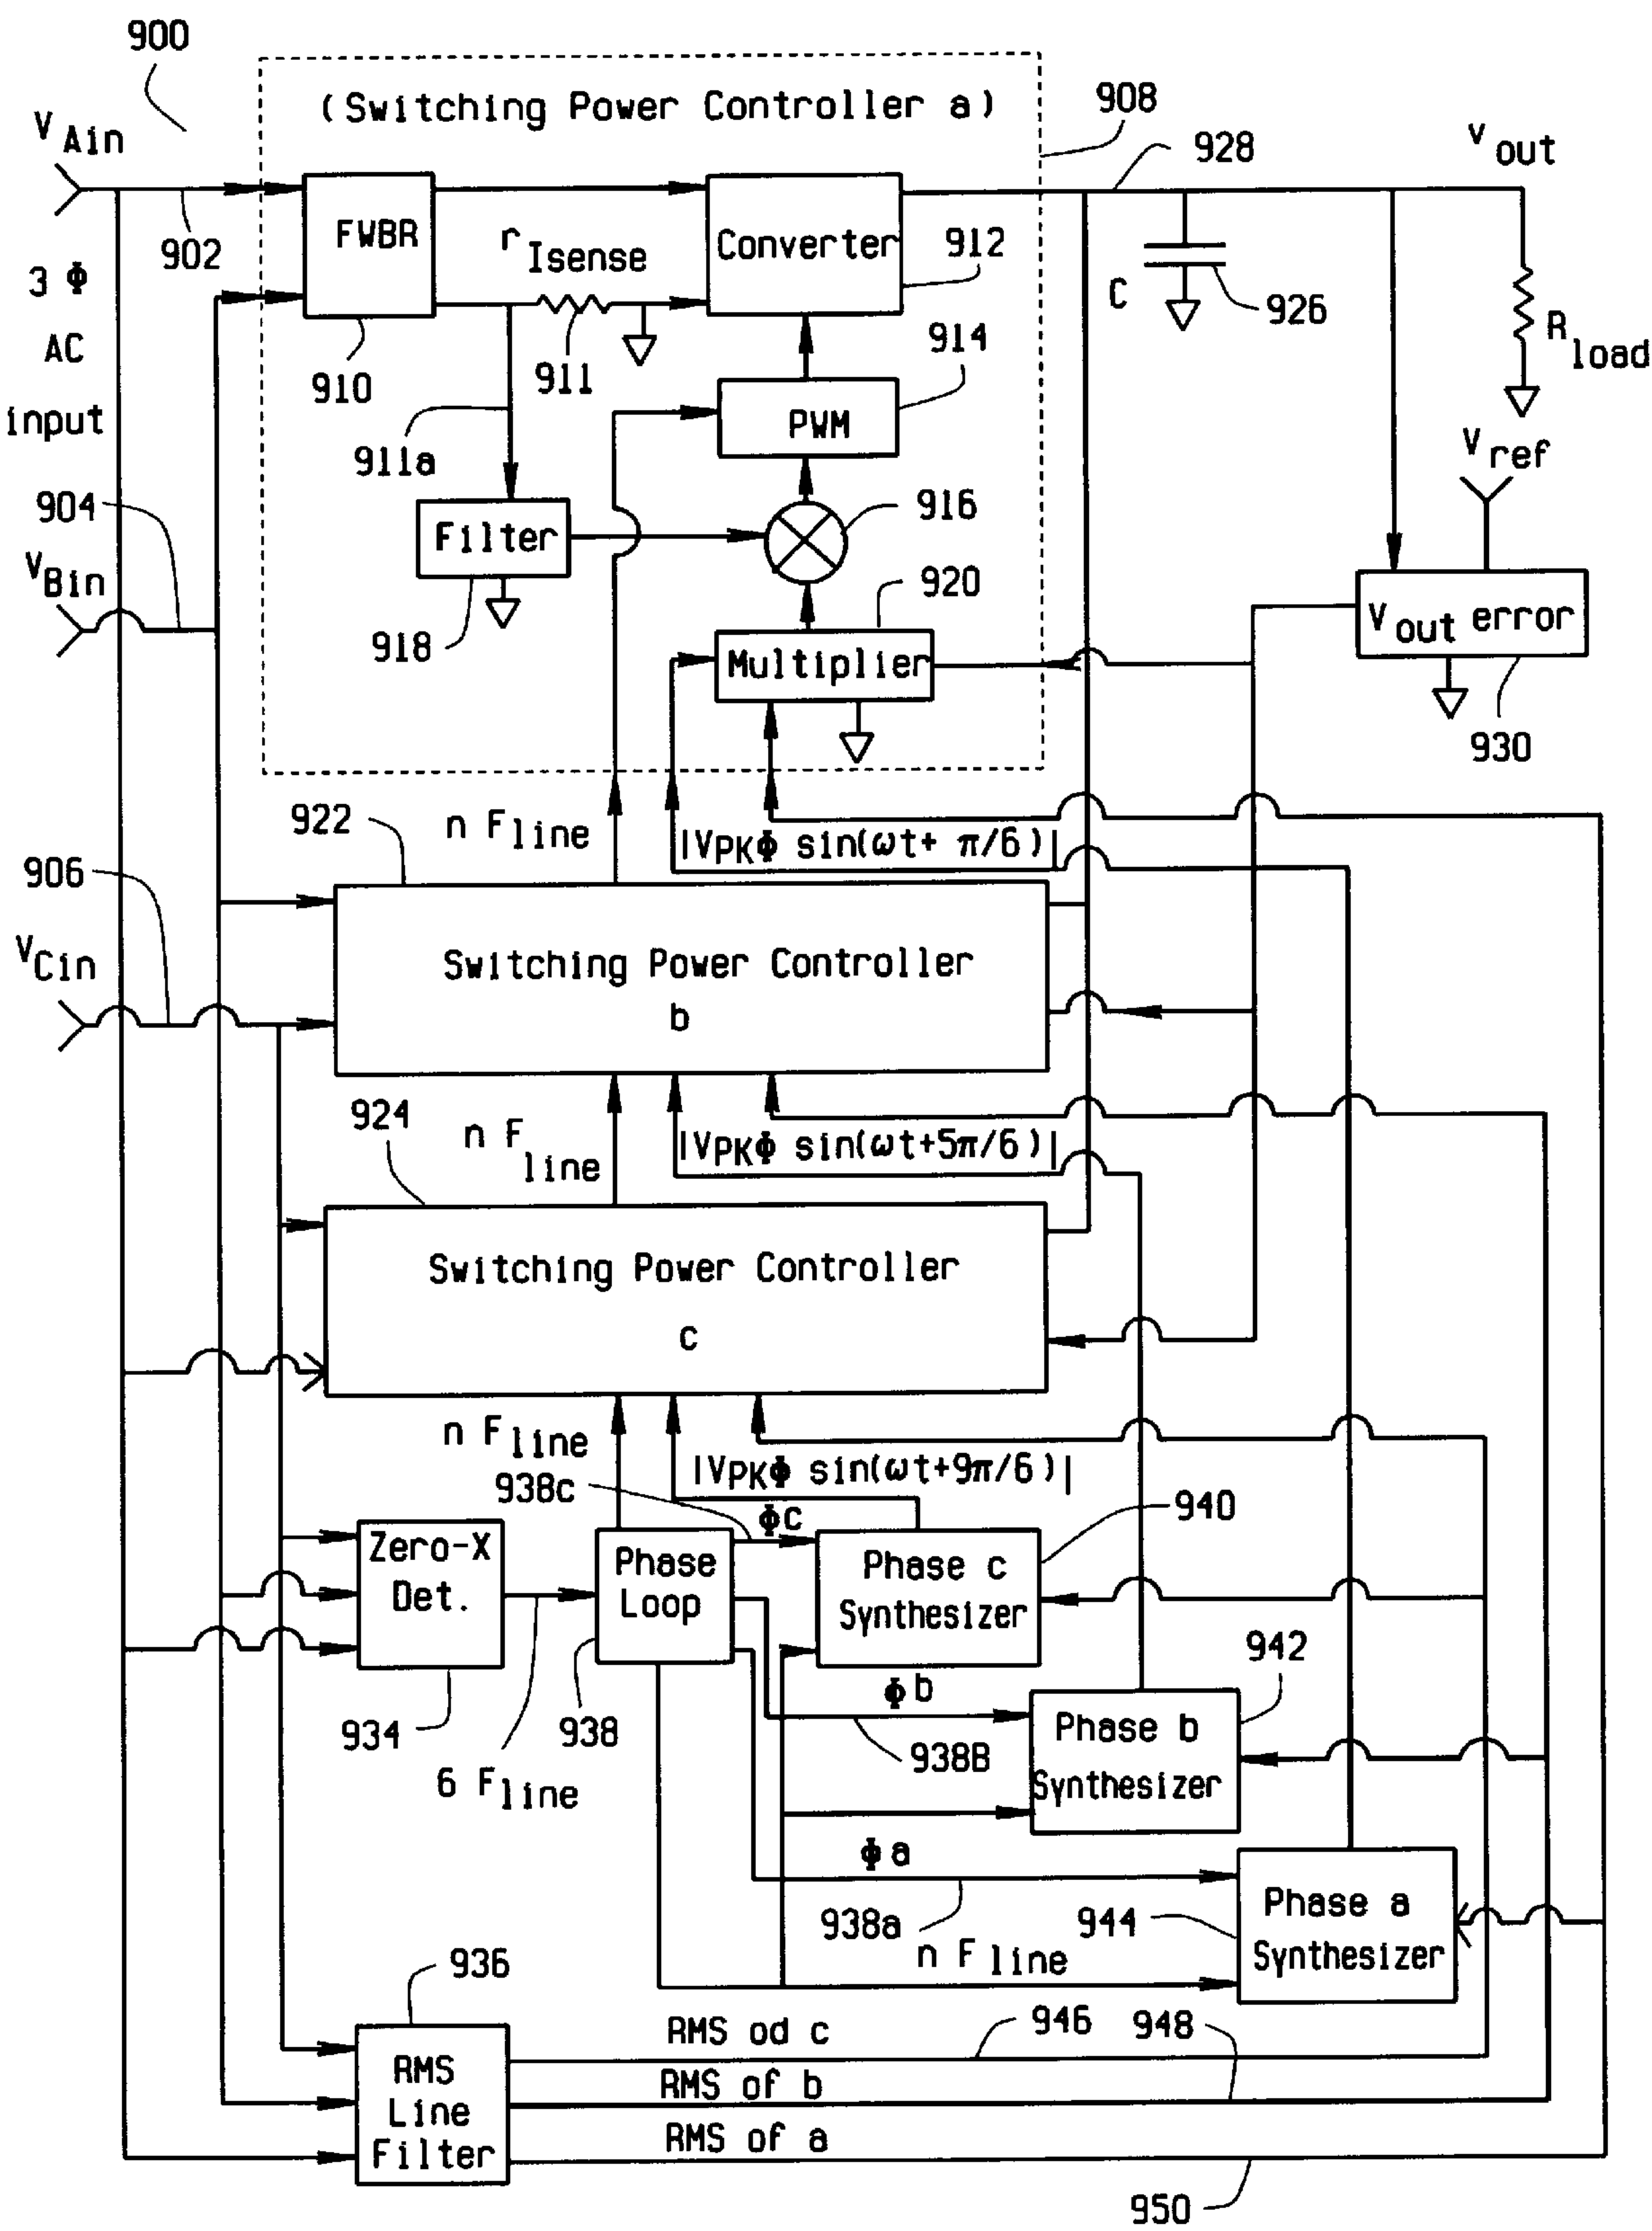 900
(Switching Power Controller a)
908
V Ain
928
V out
FWBR
r Isense
Converter
912
902
3 Φ
AC
input
C
926
R load
910
911
914
PWM
V ref
911a
904
Filter
916
V Bin
920
918
Multiplier
V out error
930
922
n F line
|VPKΦ sin(ωt+ π/6)|
906
V Cin
Switching Power Controller
b
924
n F line
|VPKΦ sin(ωt+5π/6)|
Switching Power Controller
c
n F line
|VPKΦ sin(ωt+9π/6)|
938c
Φc
940
Zero-X
Det.
Phase
Loop
Phase c
Synthesizer
942
Φb
934
938
938B
Phase b
Synthesizer
6 F line
Φa
938a
944
Phase a
Synthesizer
n F line
936
RMS od c
946
948
RMS
Line
Filter
RMS of b
RMS of a
950